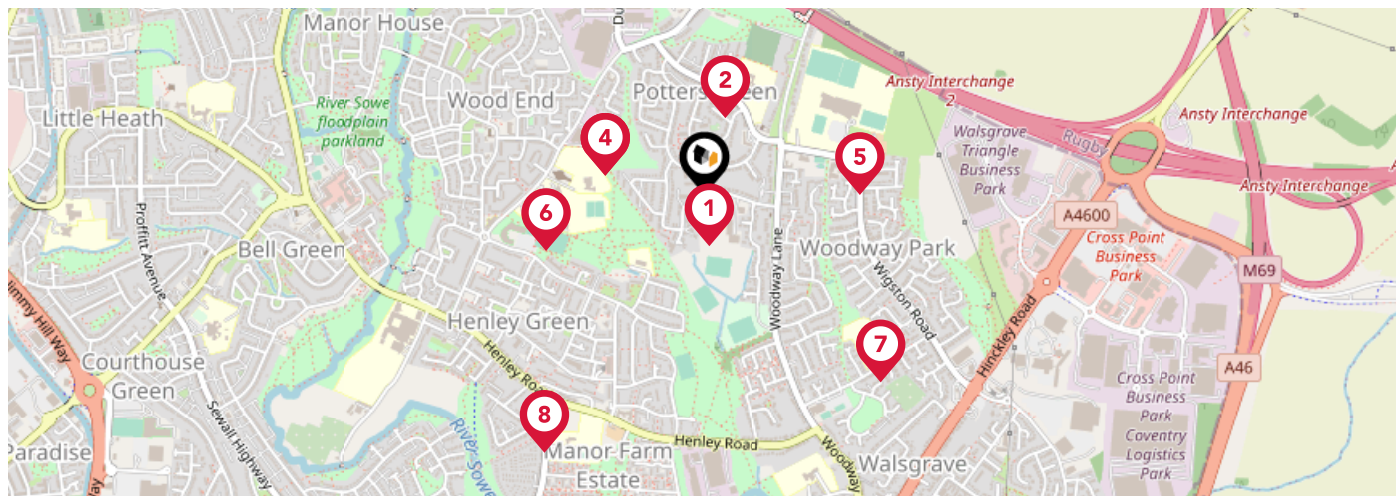 Manor House
Du
2
Potters Green
Ansty Interchange
2
Ansty Interchange
Wood End
River Sowe
floodplain
parkland
Little Heath
4
Rugby
Walsgrave
Triangle
Business
Park
5
Ansty Interchange
A
6
1
Proffitt Avenue
A4600
Bell Green
Woodway Park
Cross Point
Business
Park
Woodway Lane
Wigston Road
M69
Jimmy Hill Way
Henley Green
Hinckley Road
7
Courthouse
Green
Henley Road
A46
Cross Point
Business
Park
Coventry
Logistics
Park
8
Sewall Highway
River Sowe
Henley Road
Woodway
Paradise
Manor Farm
Estate
Walsgrave
ay